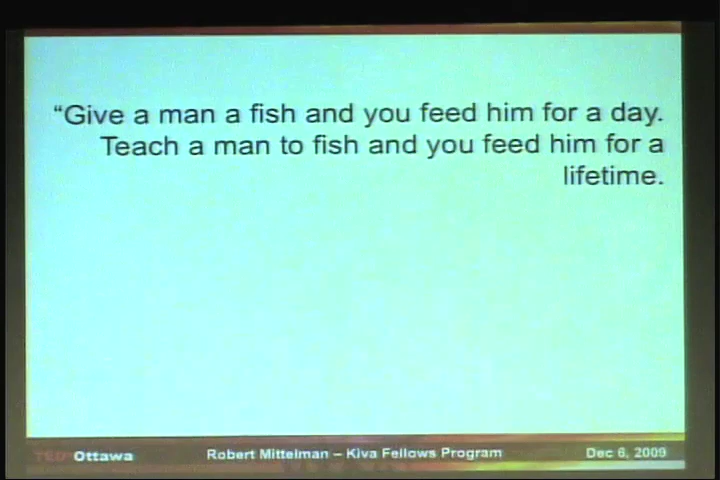 “Give a man a fish and you feed him for a day.
Teach a man to fish and you feed him for a
lifetime.
TEDxOttawa
Robert Mittelman – Kiva Fellows Program
Dec 6, 2009